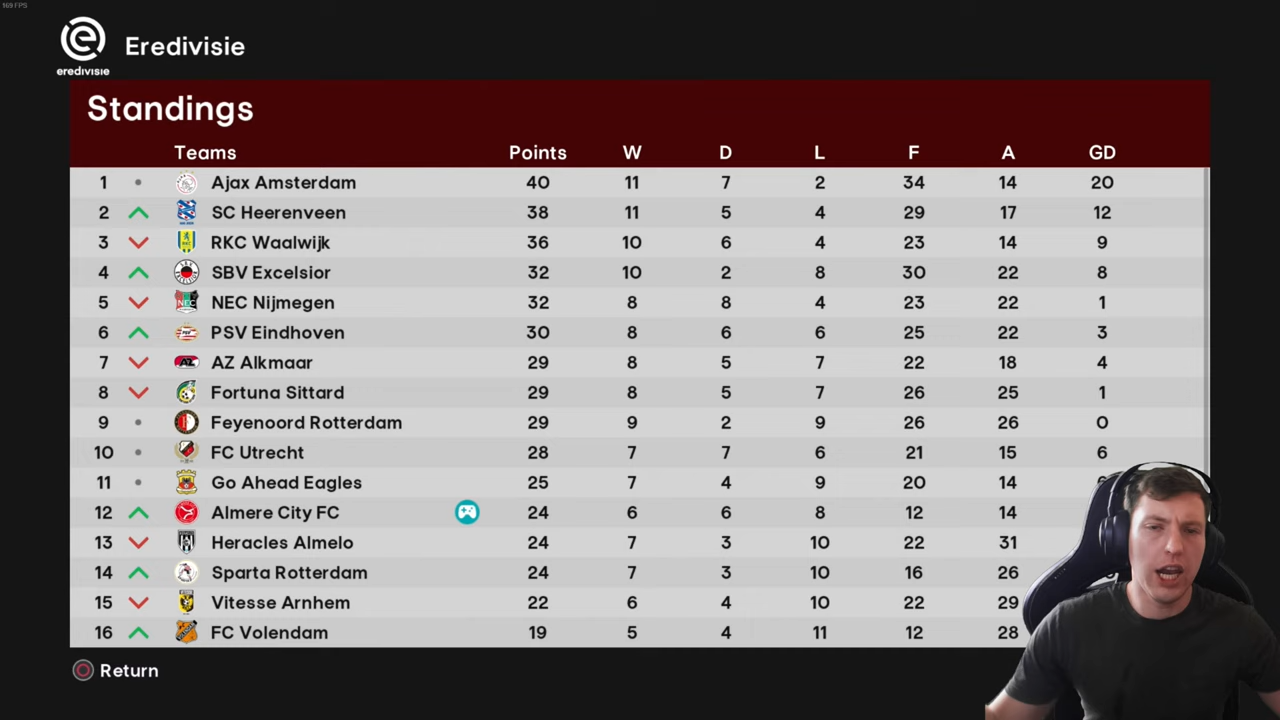 169 FPS
Eredivisie
eredivisie
Standings
Teams Points W D L F A GD
1 Ajax Amsterdam 40 11 7 2 34 14 20
2 SC Heerenveen 38 11 5 4 29 17 12
3 RKC Waalwijk 36 10 6 4 23 14 9
4 SBV Excelsior 32 10 2 8 30 22 8
5 NEC Nijmegen 32 8 8 4 23 22 1
6 PSV Eindhoven 30 8 6 6 25 22 3
7 AZ Alkmaar 29 8 5 7 22 18 4
8 Fortuna Sittard 29 8 5 7 26 25 1
9 Feyenoord Rotterdam 29 9 2 9 26 26 0
10 FC Utrecht 28 7 7 6 21 15 6
11 Go Ahead Eagles 25 7 4 9 20 14
12 Almere City FC 24 6 6 8 12 14
13 Heracles Almelo 24 7 3 10 22 31
14 Sparta Rotterdam 24 7 3 10 16 26
15 Vitesse Arnhem 22 6 4 10 22 29
16 FC Volendam 19 5 4 11 12 28
Return